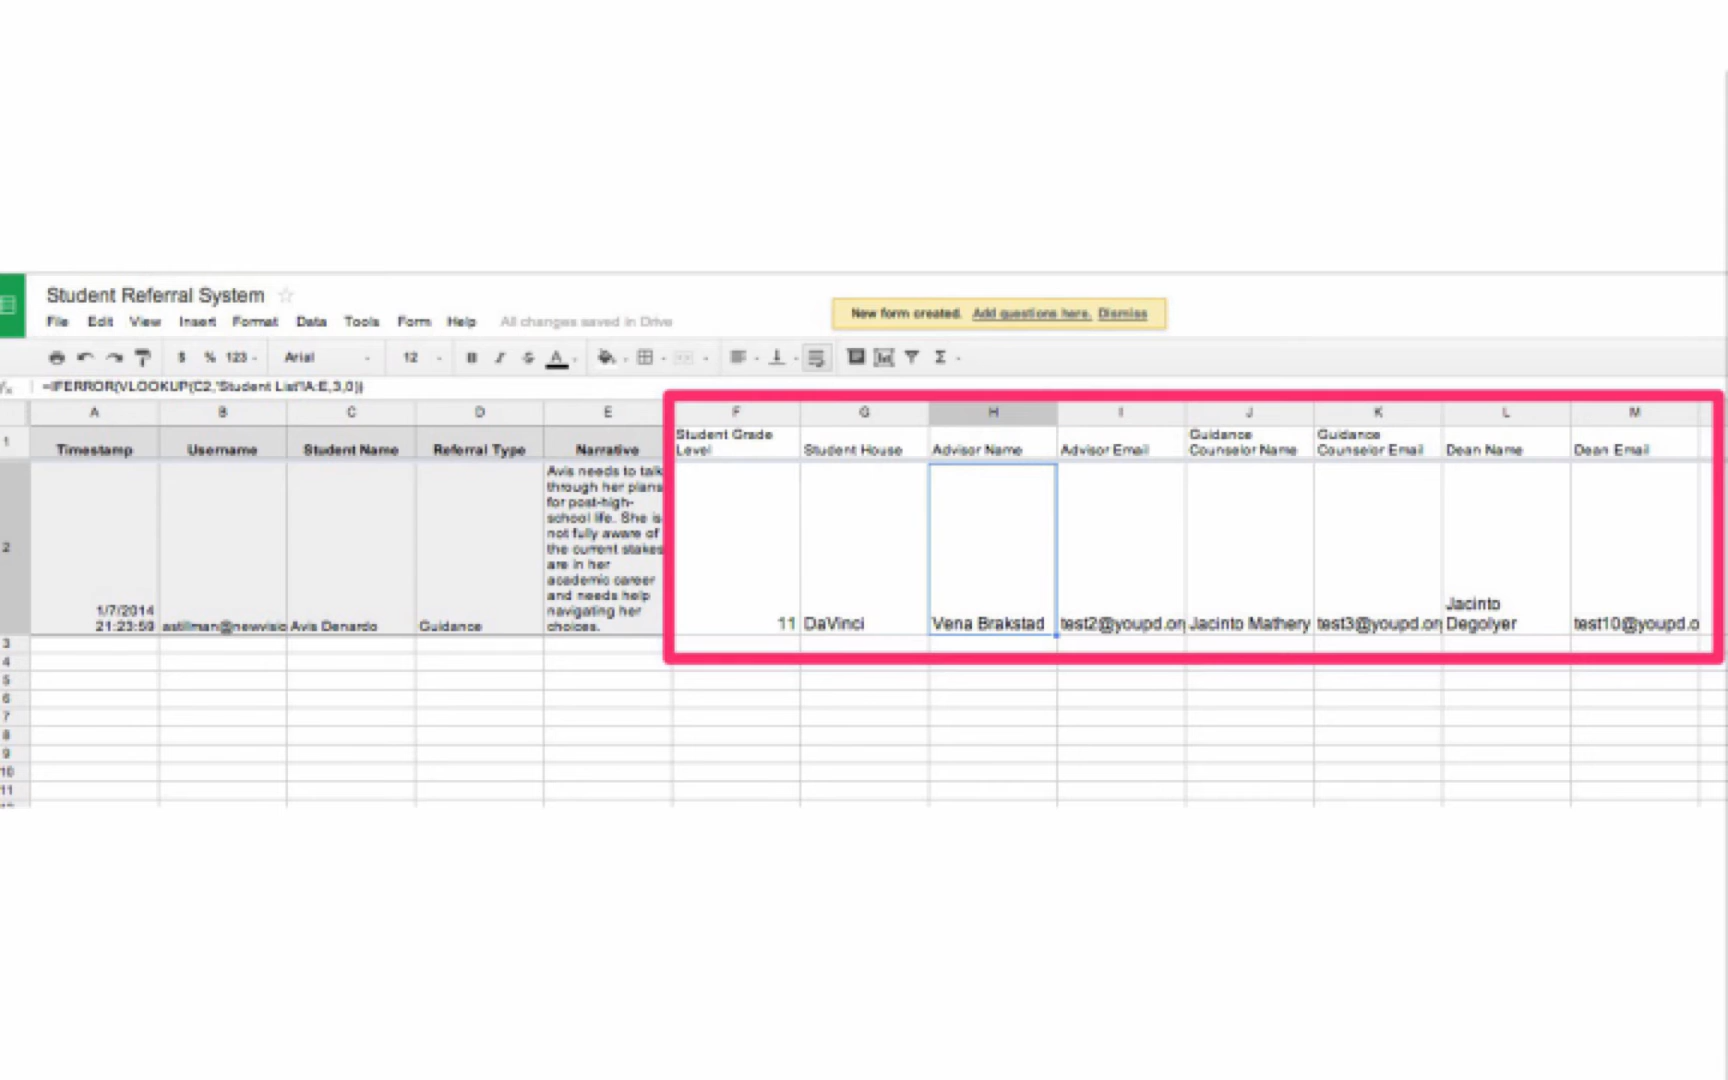 Student Referral System
New form created. Add questions here. Dismiss
File Edit View Insert Format Data Tools Form Help All changes saved in Drive
$ % 123 Arial 12 B I S A Σ
fx =IFERROR(VLOOKUP(C2,'Student List'!A:E,3,0))
A B C D E F G H I J K L M
1 Timestamp Username Student Name Referral Type Narrative Student Grade Level Student House Advisor Name Advisor Email Guidance Counselor Name Guidance Counselor Email Dean Name Dean Email
Avis needs to talk
through her plans
for post-high-
school life. She is
not fully aware of
2 the current stakes
are in her
academic career
and needs help
navigating her
choices.
1/7/2014
21:23:59 astillman@newvisio Avis Denardo Guidance
11 DaVinci Vena Brakstad test2@youpd.org Jacinto Mathery test3@youpd.org Jacinto Degolyer test10@youpd.o
3
4
5
6
7
8
9
10
11